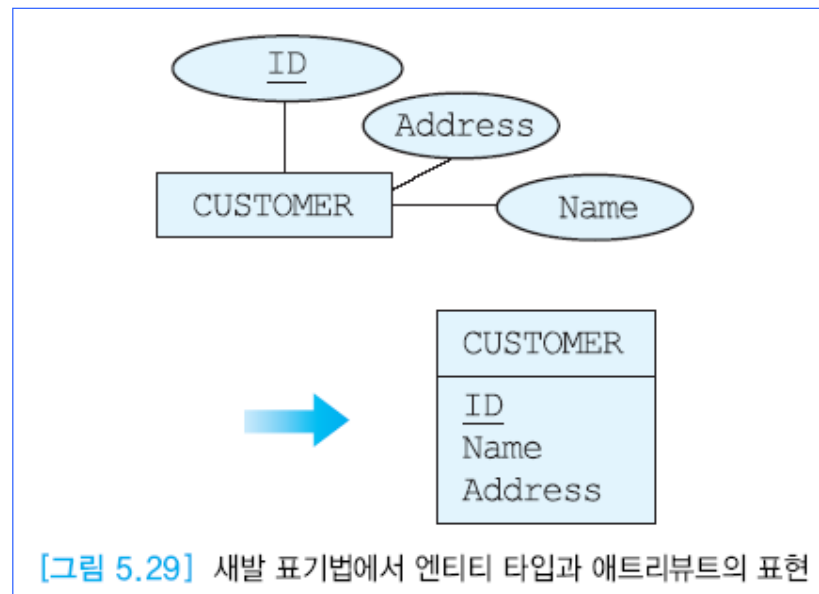 ID
Address
CUSTOMER
Name
CUSTOMER
ID
Name
Address
[그림 5.29] 새발 표기법에서 엔티티 타입과 애트리뷰트의 표현